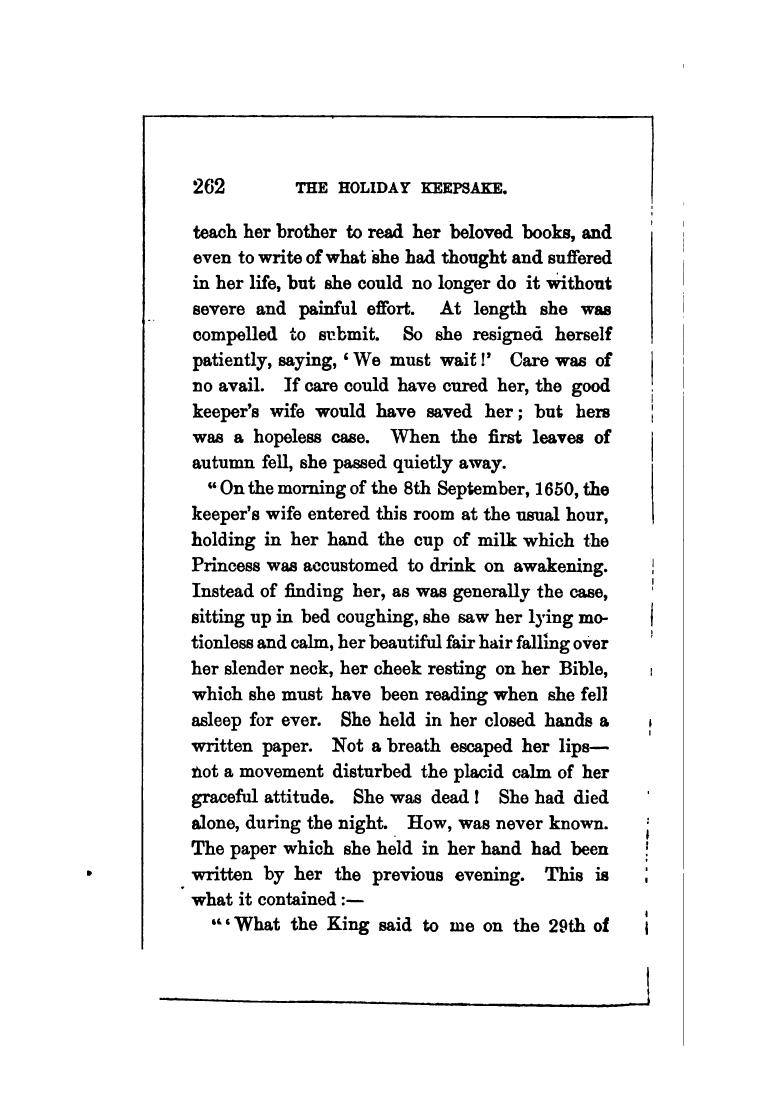 262 THE HOLIDAY KEEPSAKE.
teach her brother to read her beloved books, and
even to write of what she had thought and suffered
in her life, but she could no longer do it without
severe and painful effort. At length she was
compelled to submit. So she resigned herself
patiently, saying, ‘We must wait!’ Care was of
no avail. If care could have cured her, the good
keeper's wife would have saved her; but hers
was a hopeless case. When the first leaves of
autumn fell, she passed quietly away.
“On the morning of the 8th September, 1650, the
keeper's wife entered this room at the usual hour,
holding in her hand the cup of milk which the
Princess was accustomed to drink on awakening.
Instead of finding her, as was generally the case,
sitting up in bed coughing, she saw her lying mo-
tionless and calm, her beautiful fair hair falling over
her slender neck, her cheek resting on her Bible,
which she must have been reading when she fell
asleep for ever. She held in her closed hands a
written paper. Not a breath escaped her lips—
not a movement disturbed the placid calm of her
graceful attitude. She was dead! She had died
alone, during the night. How, was never known.
The paper which she held in her hand had been
written by her the previous evening. This is
what it contained:—
“‘What the King said to me on the 29th of